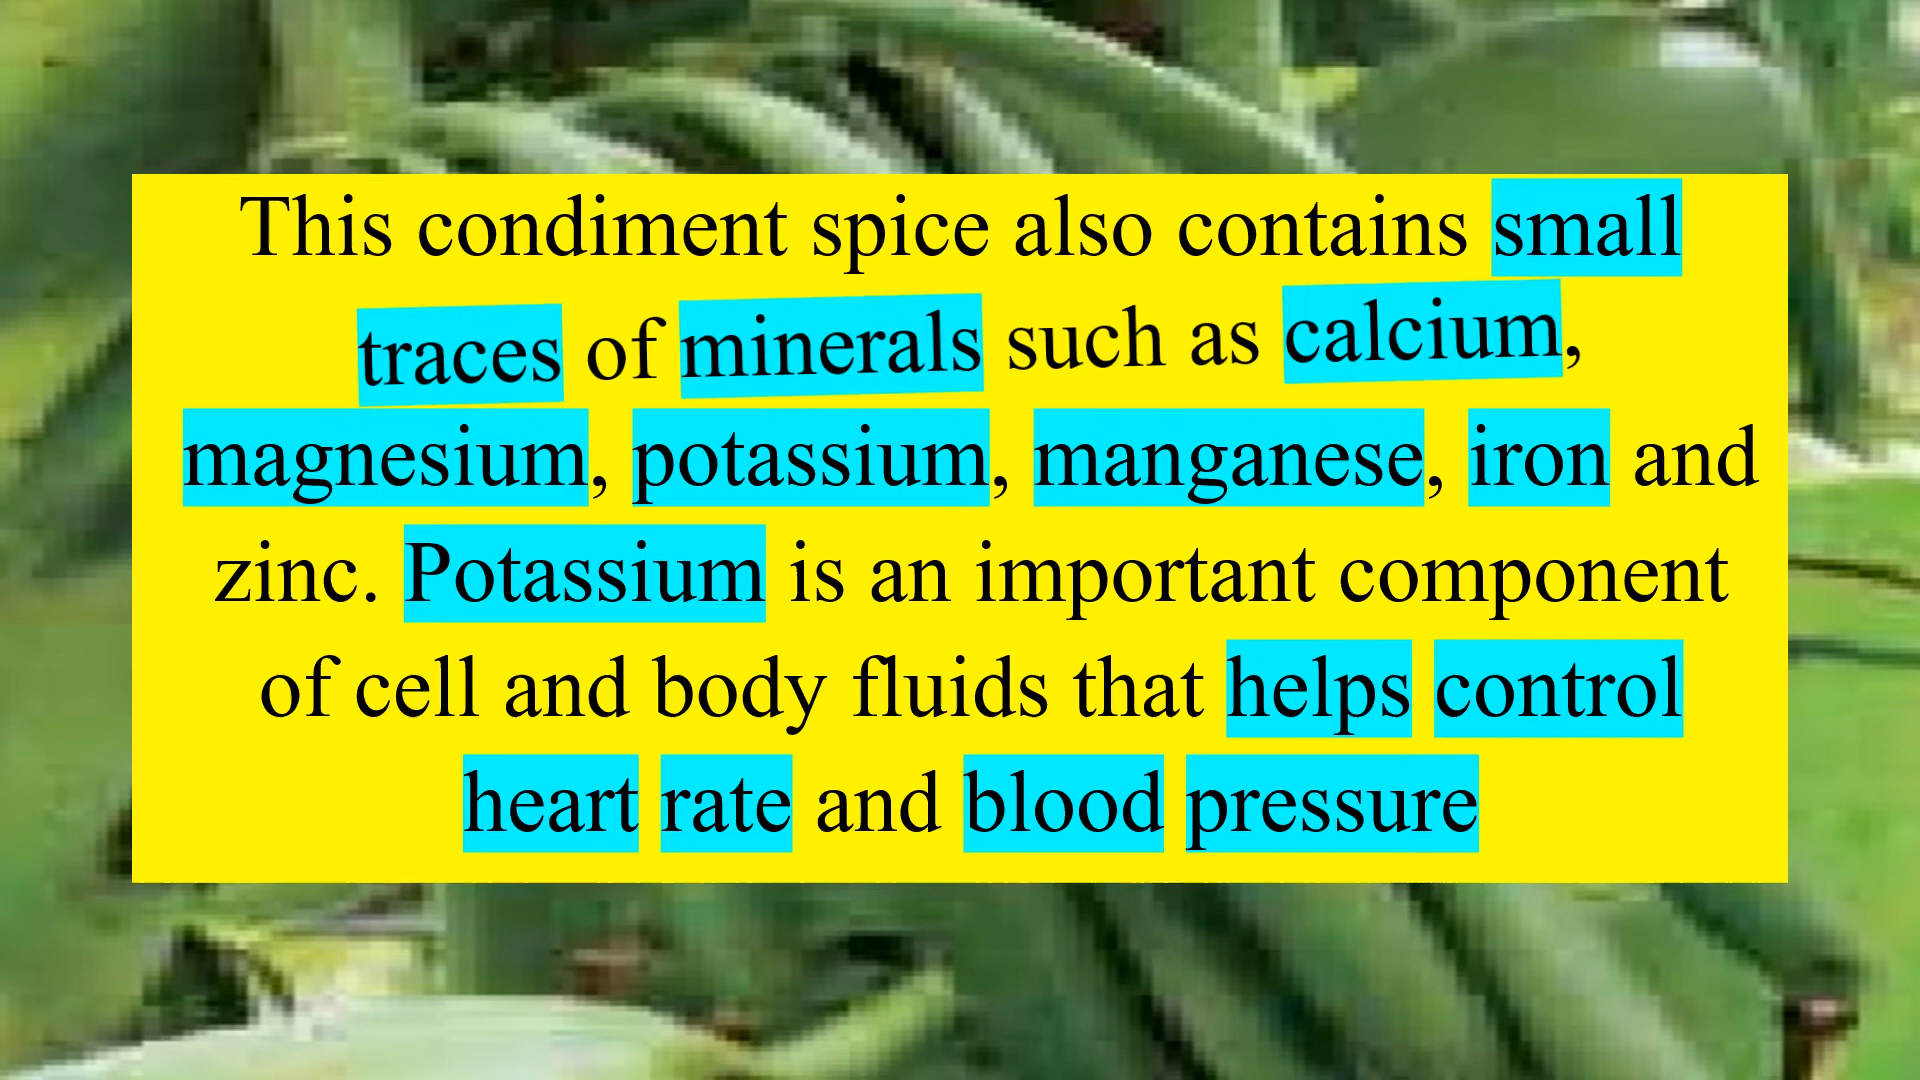 This condiment spice also contains small
traces of minerals such as calcium,
magnesium, potassium, manganese, iron and
zinc. Potassium is an important component
of cell and body fluids that helps control
heart rate and blood pressure